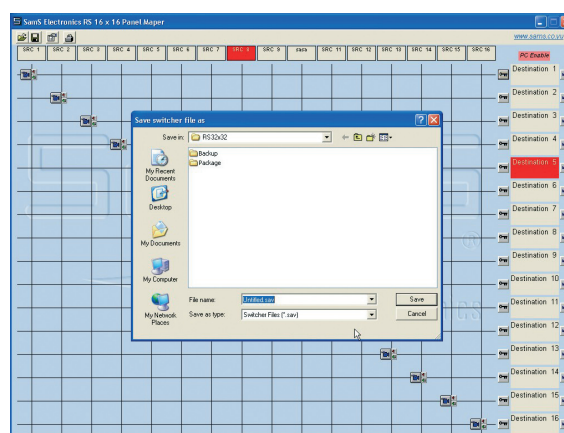 SamS Electronics RS 16 x 16 Panel Maper
www.sams.co.yu
SRC 1 SRC 2 SRC 3 SRC 4 SRC 5 SRC 6 SRC 7 SRC 8 SRC 9 sasa SRC 11 SRC 12 SRC 13 SRC 14 SRC 15 SRC 16
PC Enable
Destination 1
Destination 2
Destination 3
Destination 4
Destination 5
Destination 6
Destination 7
Destination 8
Destination 9
Destination 10
Destination 11
Destination 12
Destination 13
Destination 14
Destination 15
Destination 16
Save switcher file as
Save in: RS32x32
Backup
Package
My Recent
Documents
Desktop
My Documents
My Computer
My Network
Places
File name: Untitled.sav
Save as type: Switcher Files (*.sav)
Save
Cancel